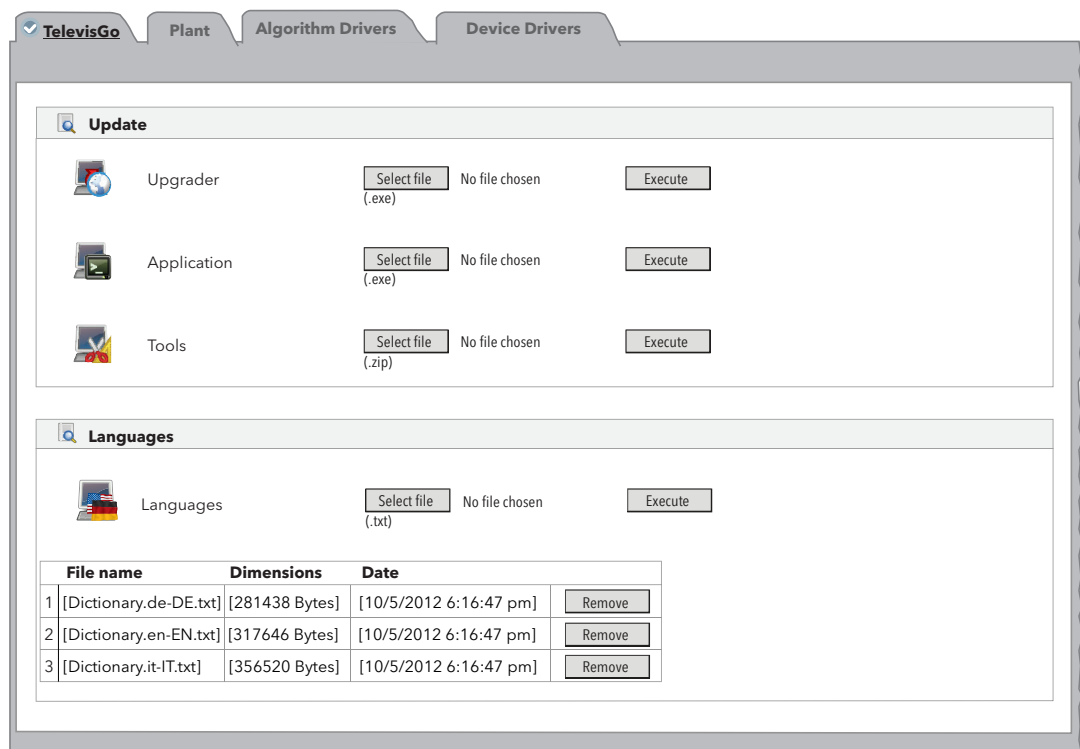 TelevisGo Plant Algorithm Drivers Device Drivers
Update
Upgrader Select file No file chosen Execute
(.exe)
Application Select file No file chosen Execute
(.exe)
Tools Select file No file chosen Execute
(.zip)
Languages
Languages Select file No file chosen Execute
(.txt)
File name Dimensions Date
1 [Dictionary.de-DE.txt] [281438 Bytes] [10/5/2012 6:16:47 pm] Remove
2 [Dictionary.en-EN.txt] [317646 Bytes] [10/5/2012 6:16:47 pm] Remove
3 [Dictionary.it-IT.txt] [356520 Bytes] [10/5/2012 6:16:47 pm] Remove